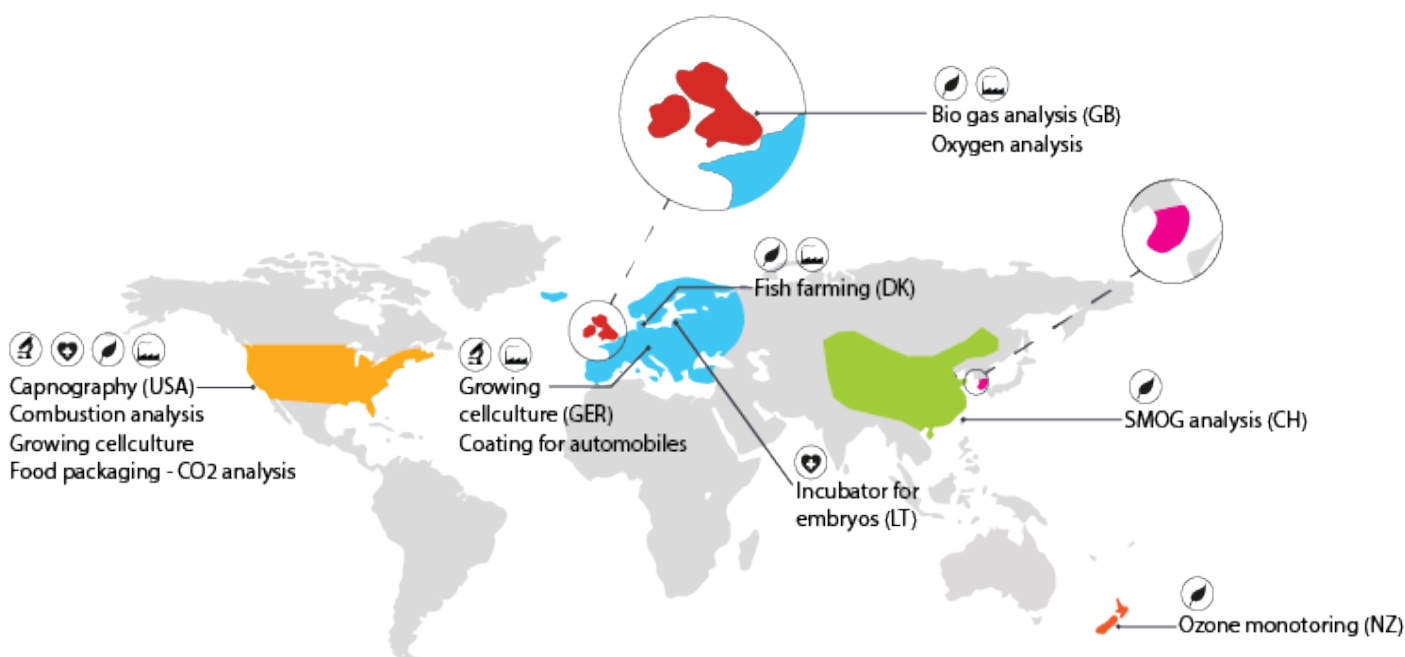 Bio gas analysis (GB)
Oxygen analysis
Fish farming (DK)
Capnography (USA)
Combustion analysis
Growing cellculture
Food packaging - CO2 analysis
Growing
cellculture (GER)
Coating for automobiles
SMOG analysis (CH)
Incubator for
embryos (LT)
Ozone monotoring (NZ)